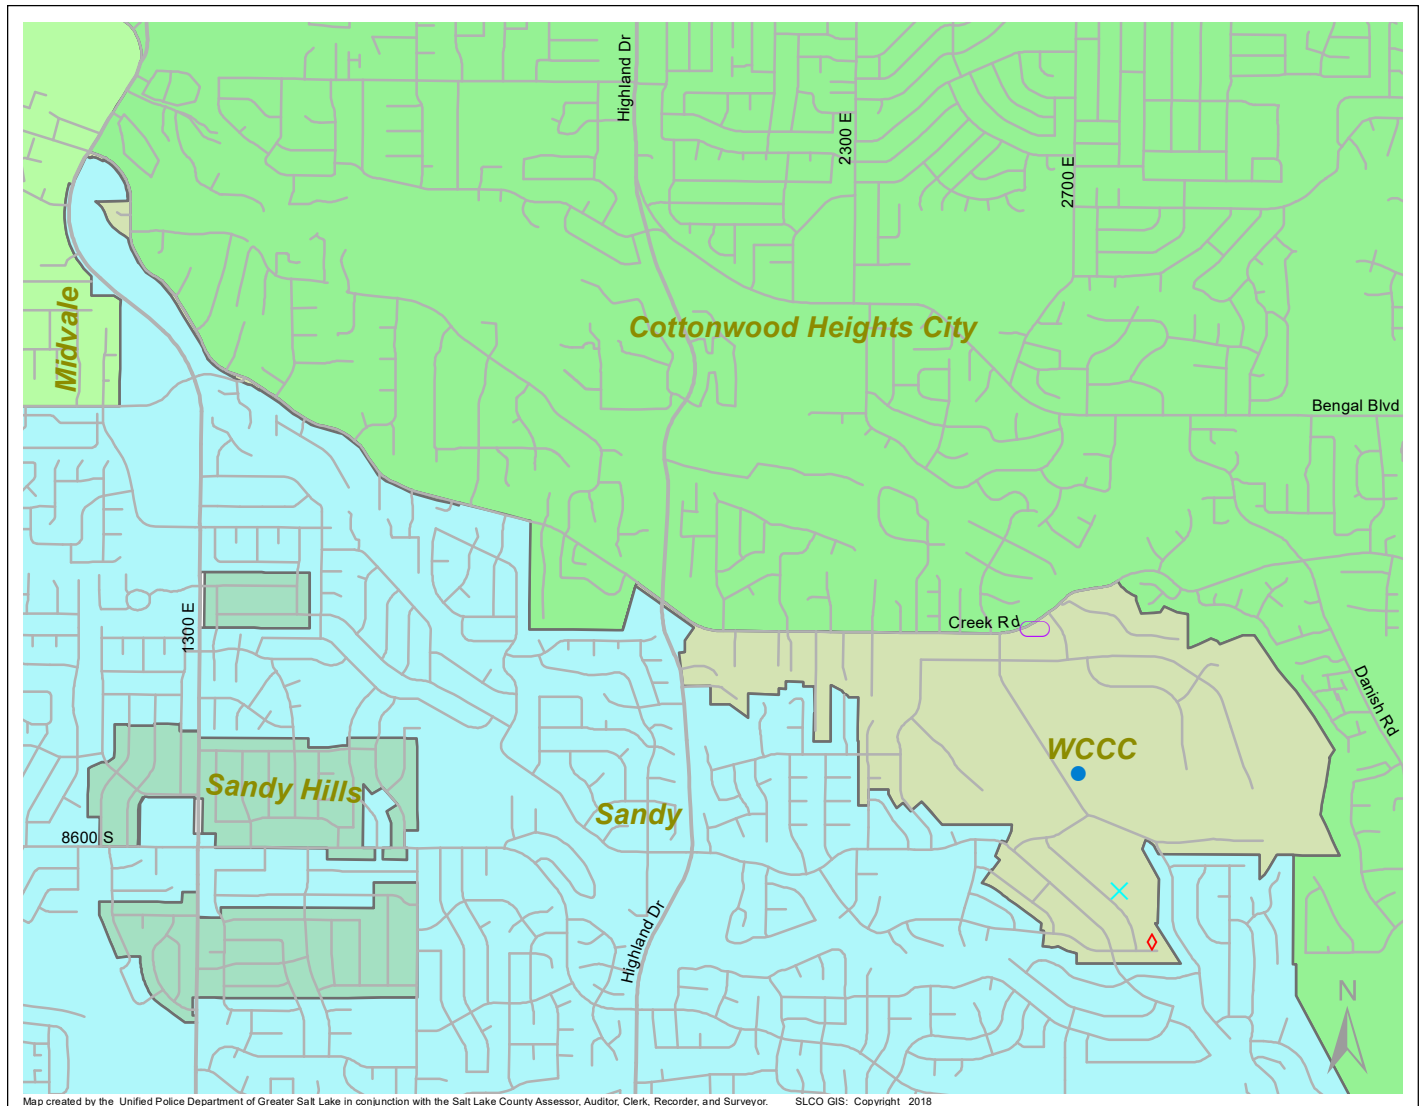 Highland Dr
2300 E
2700 E
Midvale
Cottonwood Heights City
Bengal Blvd
1300 E
Creek Rd
Danish Rd
WCCC
Sandy Hills
Sandy
8600 S
Highland Dr
N
Map created by the Unified Police Department of Greater Salt Lake in conjunction with the Salt Lake County Assessor, Auditor, Clerk, Recorder, and Surveyor. SLCO GIS: Copyright 2018